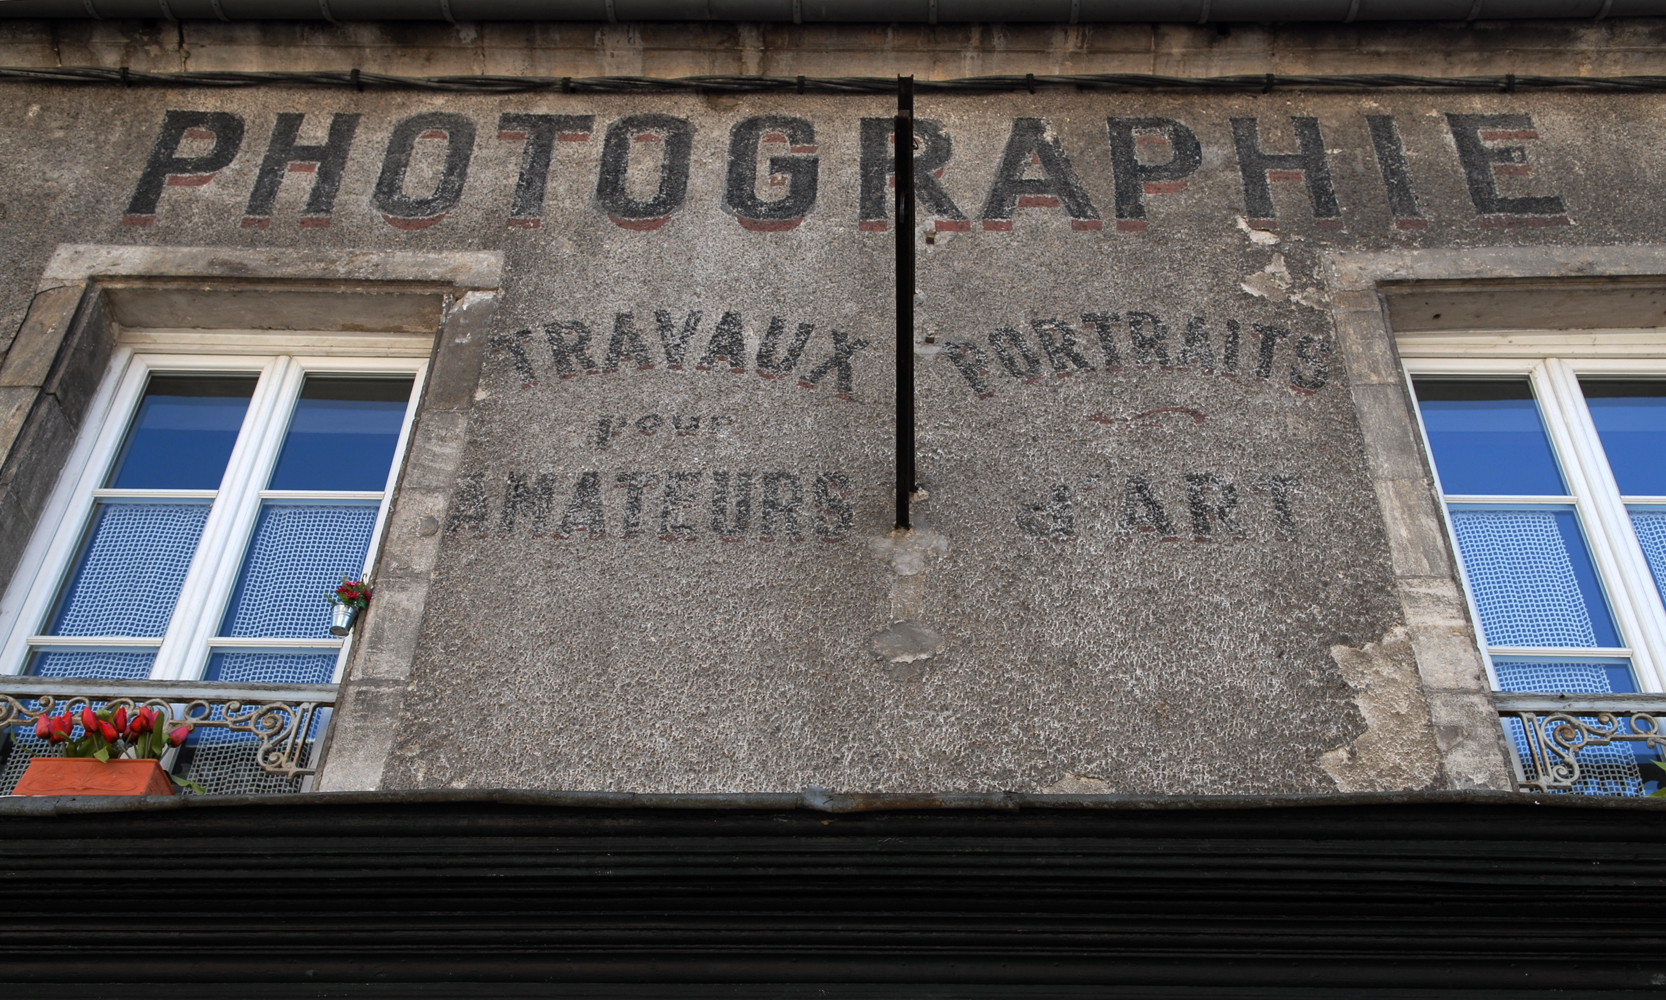 PHOTOGRAPHIE
TRAVAUX
pour
AMATEURS
PORTRAITS
d'ART